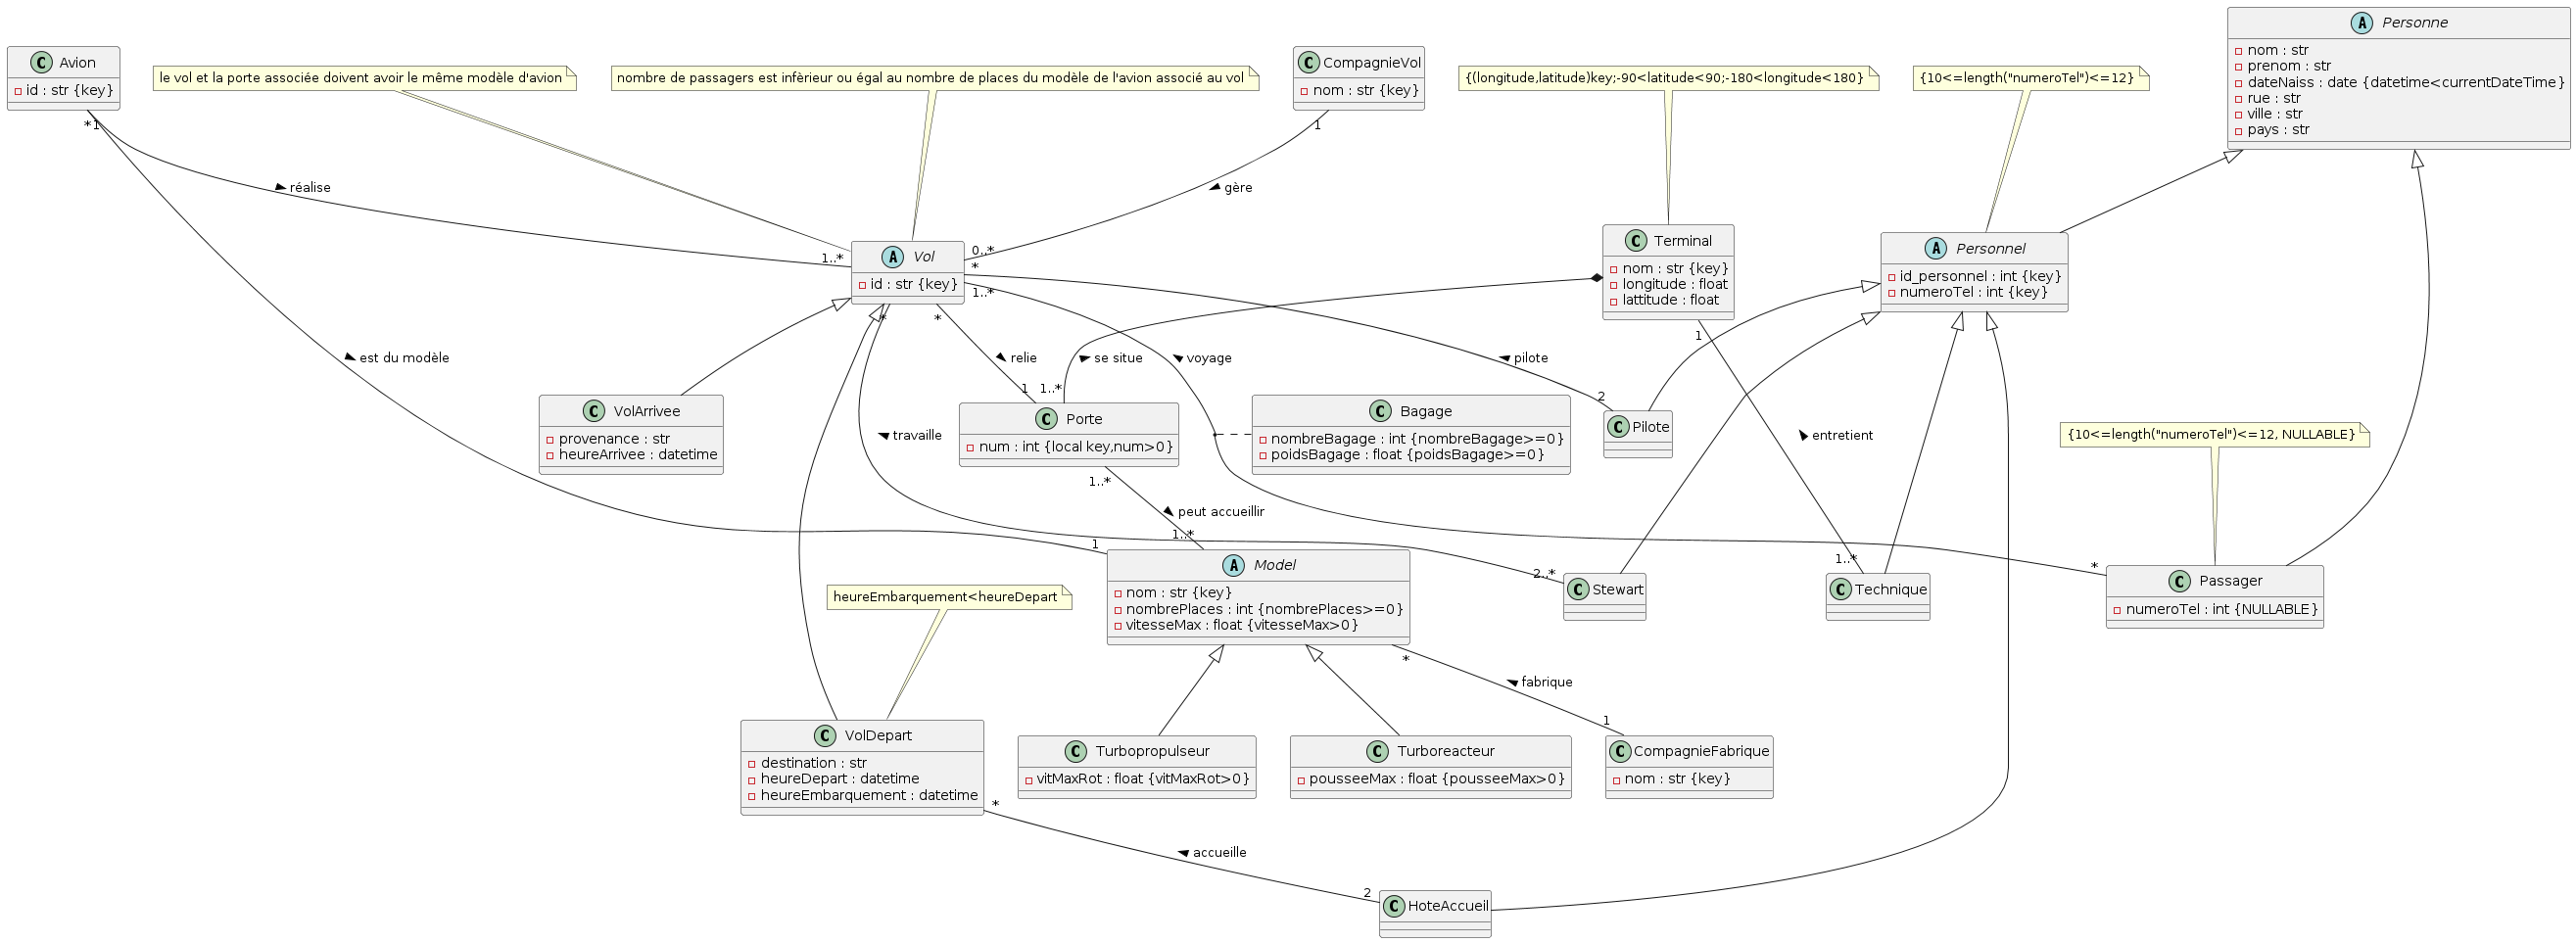 A Personne
nom : str
prenom : str
dateNaiss : date {datetime<currentDateTime}
rue : str
ville : str
pays : str
C Avion
id : str {key}
le vol et la porte associée doivent avoir le même modèle d'avion
nombre de passagers est infèrieur ou égal au nombre de places du modèle de l'avion associé au vol
C CompagnieVol
nom : str {key}
{(longitude,latitude)key;-90<latitude<90;-180<longitude<180}
{10<=length("numeroTel")<=12}
*1
1
réalise
gère
1..*
0..*
*
1..*
A Vol
id : str {key}
C Terminal
nom : str {key}
longitude : float
lattitude : float
A Personnel
id_personnel : int {key}
numeroTel : int {key}
*
*
1
est du modèle
relie
se situe
voyage
pilote
1
1..*
2
C VolArrivee
provenance : str
heureArrivee : datetime
travaille
C Porte
num : int {local key,num>0}
C Bagage
nombreBagage : int {nombreBagage>=0}
poidsBagage : float {poidsBagage>=0}
C Pilote
entretient
{10<=length("numeroTel")<=12, NULLABLE}
1..*
peut accueillir
1..*
1
2..*
1..*
*
A Model
nom : str {key}
nombrePlaces : int {nombrePlaces>=0}
vitesseMax : float {vitesseMax>0}
C Stewart
C Technique
C Passager
numeroTel : int {NULLABLE}
heureEmbarquement<heureDepart
*
fabrique
1
C VolDepart
destination : str
heureDepart : datetime
heureEmbarquement : datetime
C Turbopropulseur
vitMaxRot : float {vitMaxRot>0}
C Turboreacteur
pousseeMax : float {pousseeMax>0}
C CompagnieFabrique
nom : str {key}
*
accueille
2
C HoteAccueil